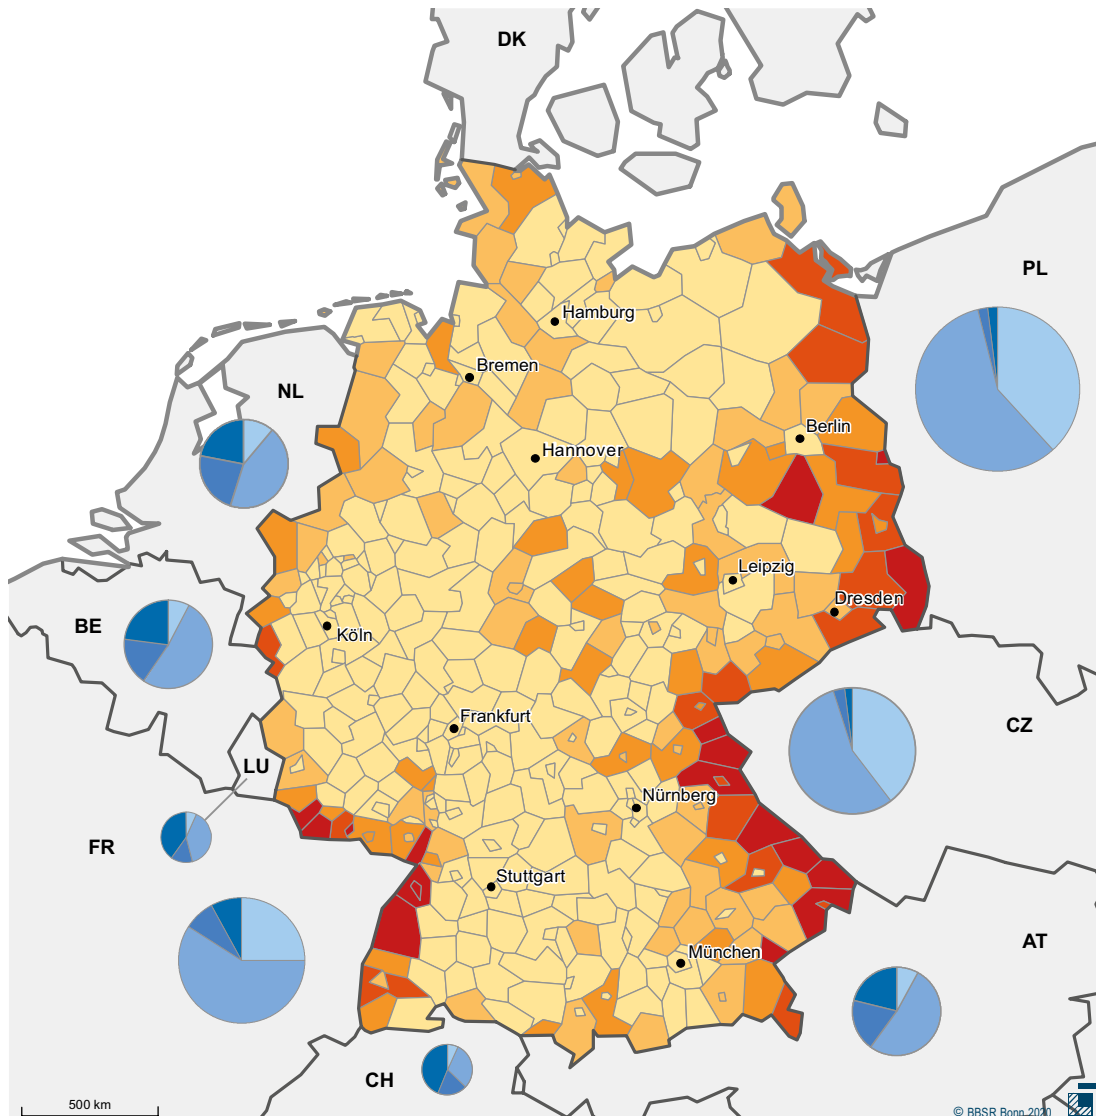 DK
PL
Hamburg
Bremen
NL
Berlin
Hannover
Leipzig
BE
Dresden
Köln
Frankfurt
CZ
LU
Nürnberg
FR
Stuttgart
AT
München
CH
500 km
© BBSR Bonn 2020